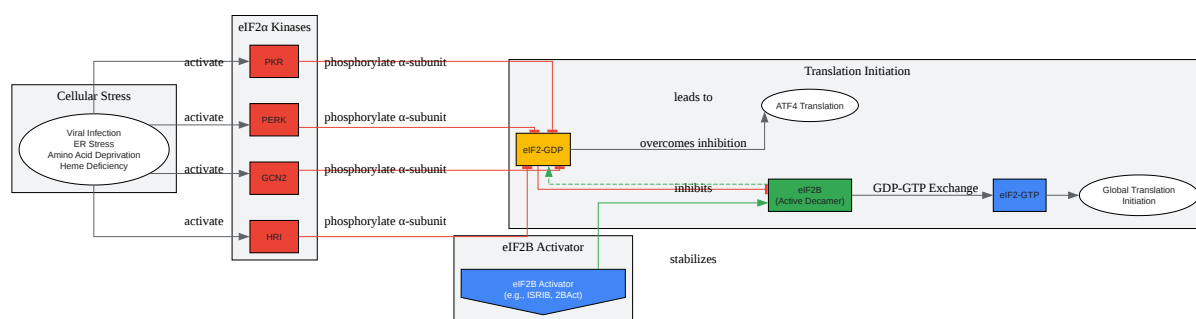 eIF2α Kinases
Cellular Stress
Viral Infection
ER Stress
Amino Acid Deprivation
Heme Deficiency
activate
activate
activate
activate
PKR
PERK
GCN2
HRI
phosphorylate α-subunit
phosphorylate α-subunit
phosphorylate α-subunit
phosphorylate α-subunit
Translation Initiation
leads to
ATF4 Translation
eIF2-GDP
overcomes inhibition
inhibits
eIF2B
(Active Decamer)
GDP-GTP Exchange
eIF2-GTP
Global Translation
Initiation
eIF2B Activator
stabilizes
eIF2B Activator
(e.g., ISRIB, 2BAct)